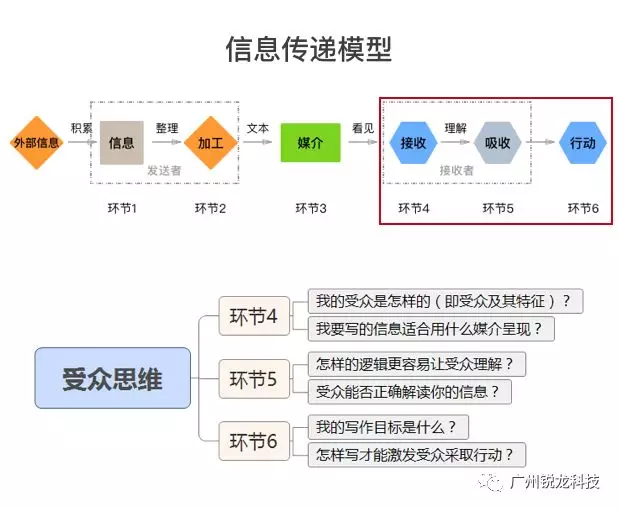 信息传递模型
积累
整理
文本
看见
理解
外部信息
信息
加工
媒介
接收
吸收
行动
发送者
接收者
环节1
环节2
环节3
环节4
环节5
环节6
受众思维
环节4
我的受众是怎样的（即受众及其特征）？
我要写的信息适合用什么媒介呈现？
环节5
怎样的逻辑更容易让受众理解？
受众能否正确解读你的信息？
环节6
我的写作目标是什么？
怎样写才能激发受众采取行动？
广州锐龙科技